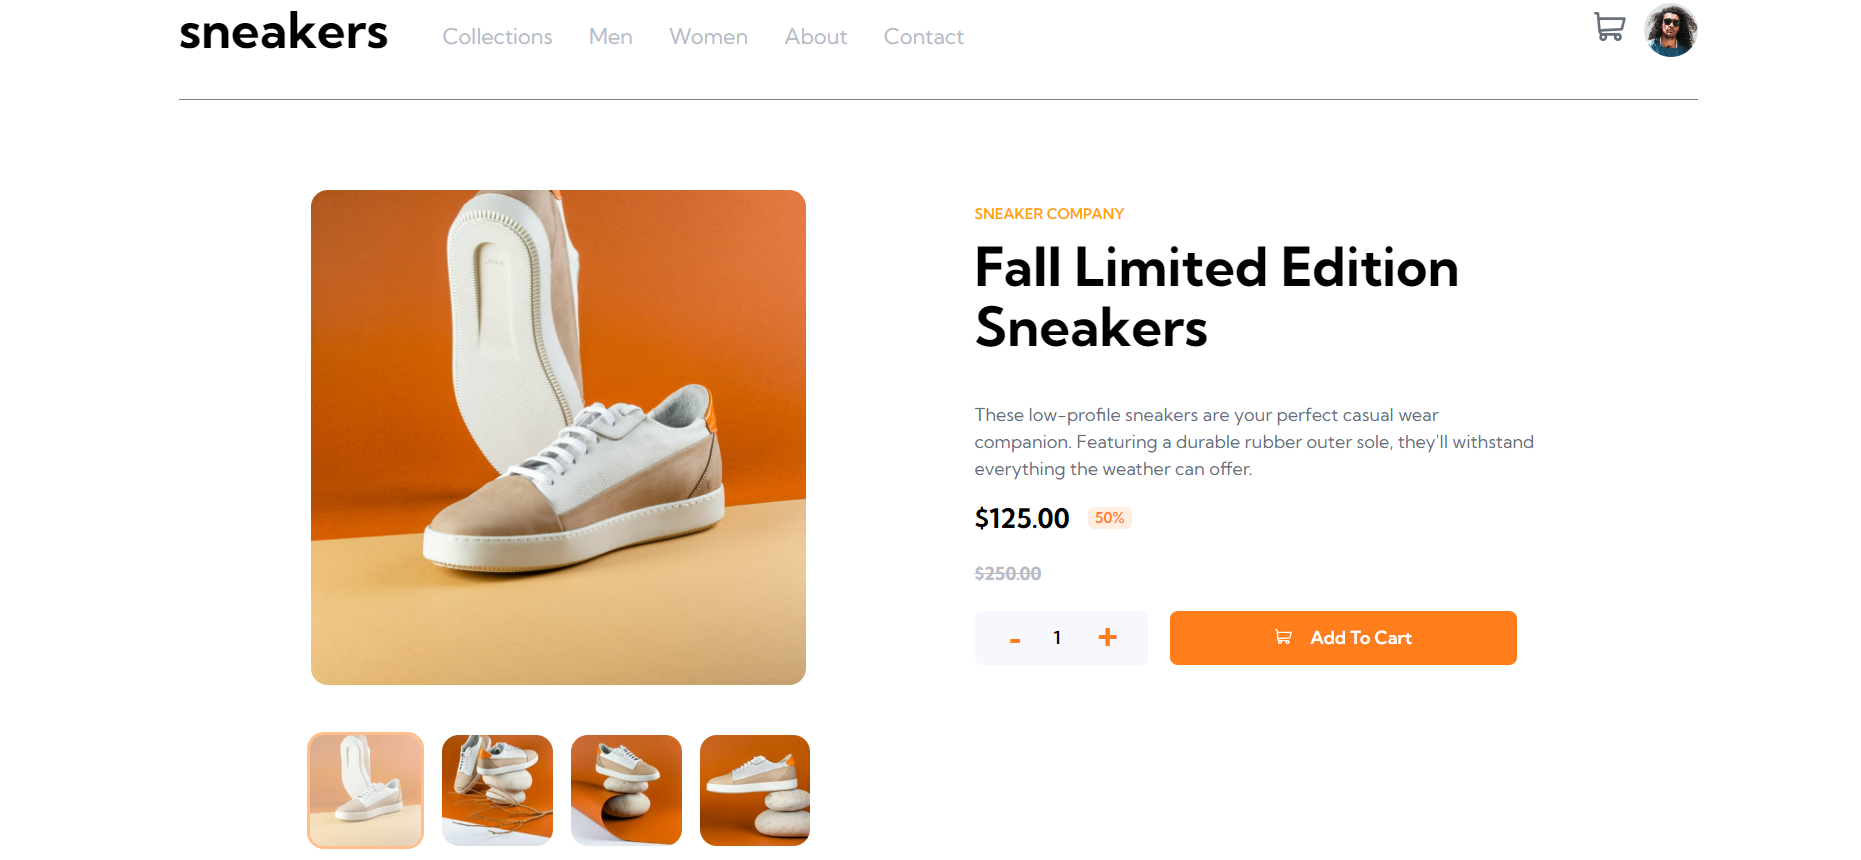 sneakers
Collections Men Women About Contact
SNEAKER COMPANY
Fall Limited Edition
Sneakers
These low-profile sneakers are your perfect casual wear
companion. Featuring a durable rubber outer sole, they'll withstand
everything the weather can offer.
$125.00 50%
$250.00
- 1 + Add To Cart